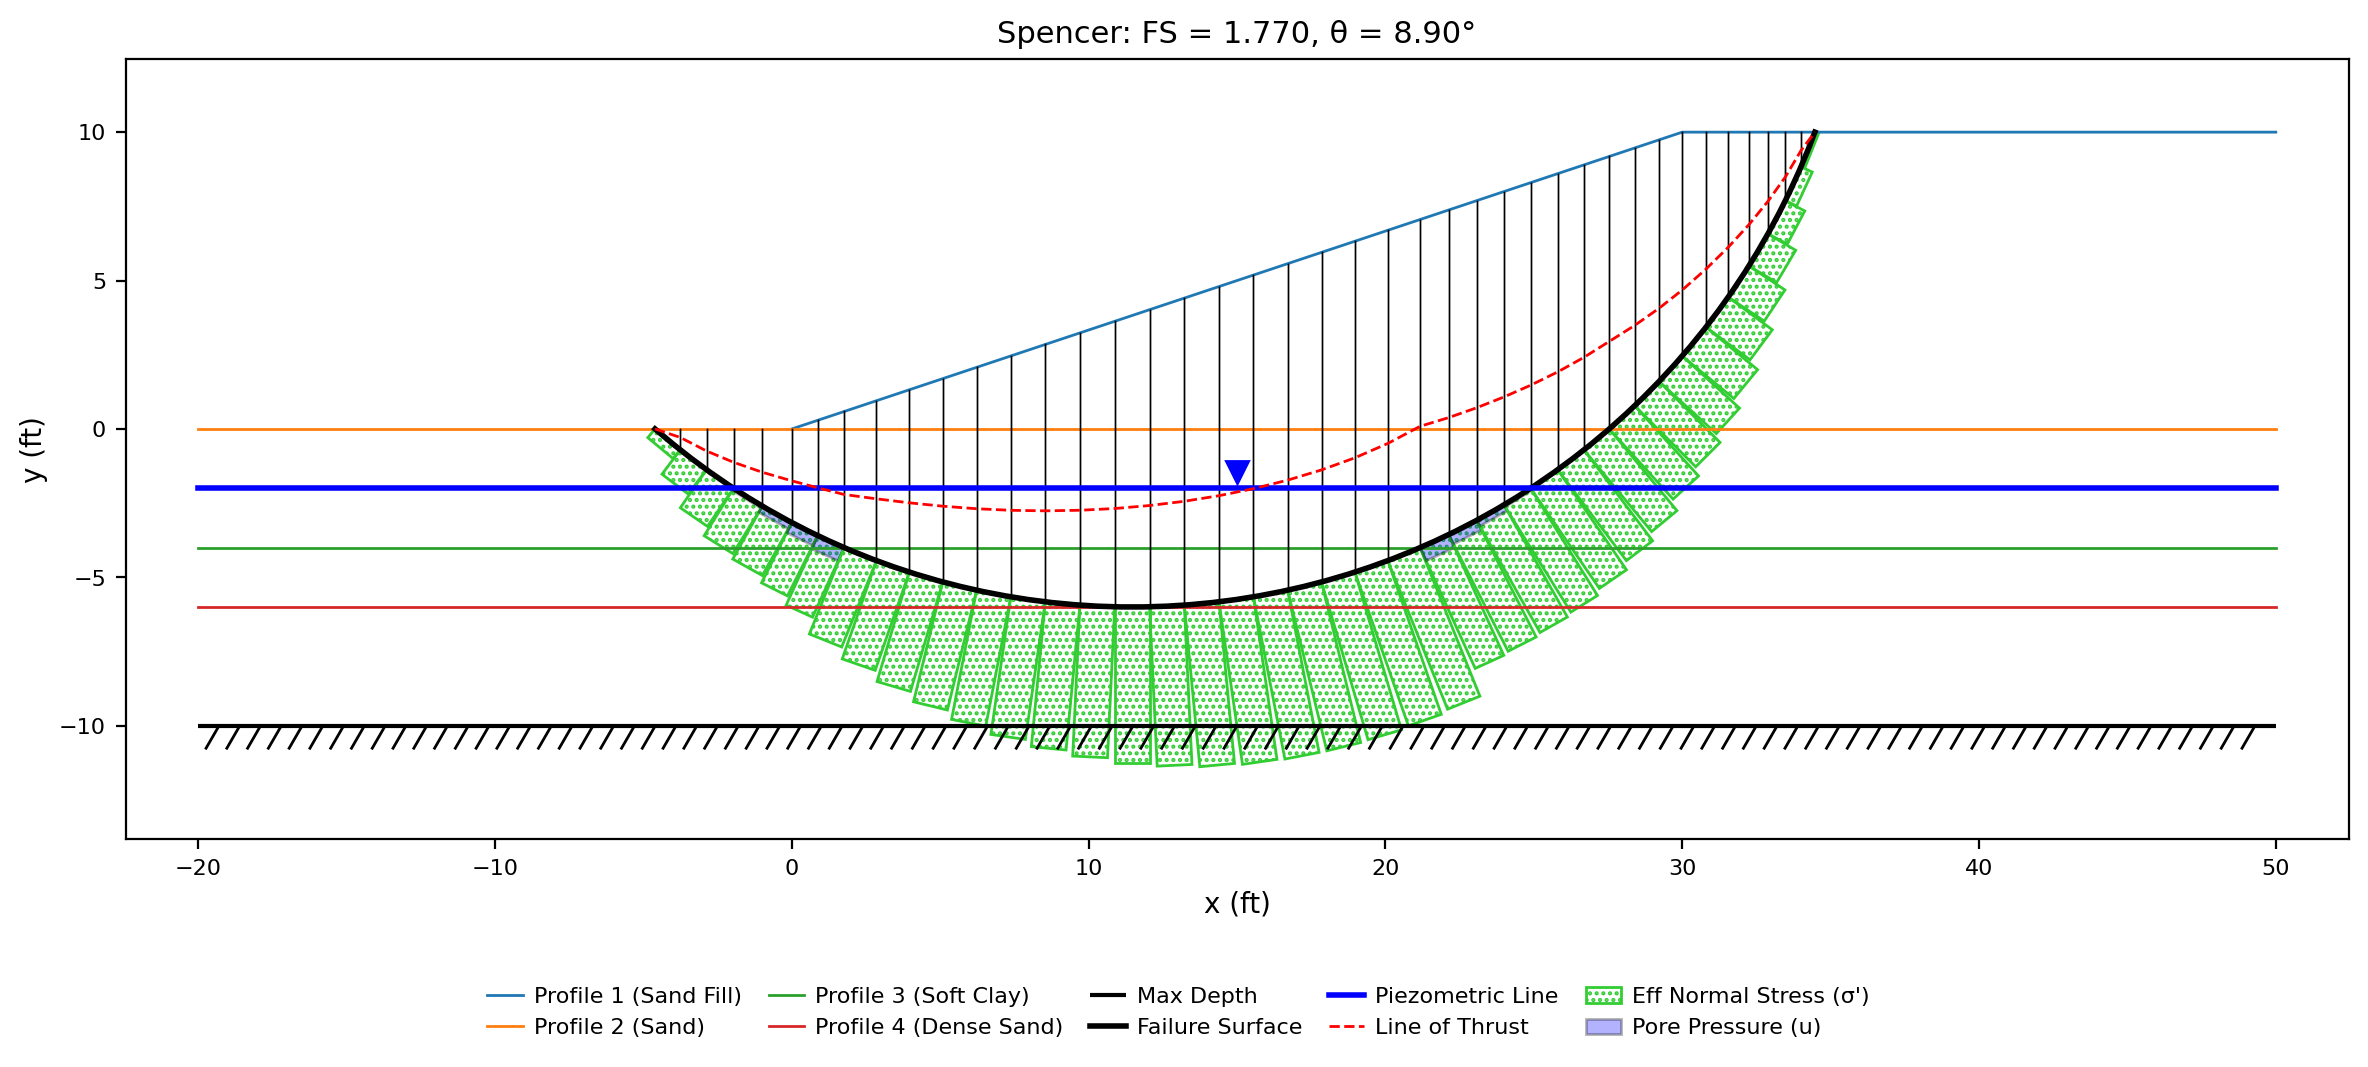 Spencer: FS = 1.770, θ = 8.90°
10
5
0
−5
−10
y (ft)
−20
−10
0
10
20
30
40
50
x (ft)
Profile 1 (Sand Fill)
Profile 2 (Sand)
Profile 3 (Soft Clay)
Profile 4 (Dense Sand)
Max Depth
Failure Surface
Piezometric Line
Line of Thrust
Eff Normal Stress (σ')
Pore Pressure (u)